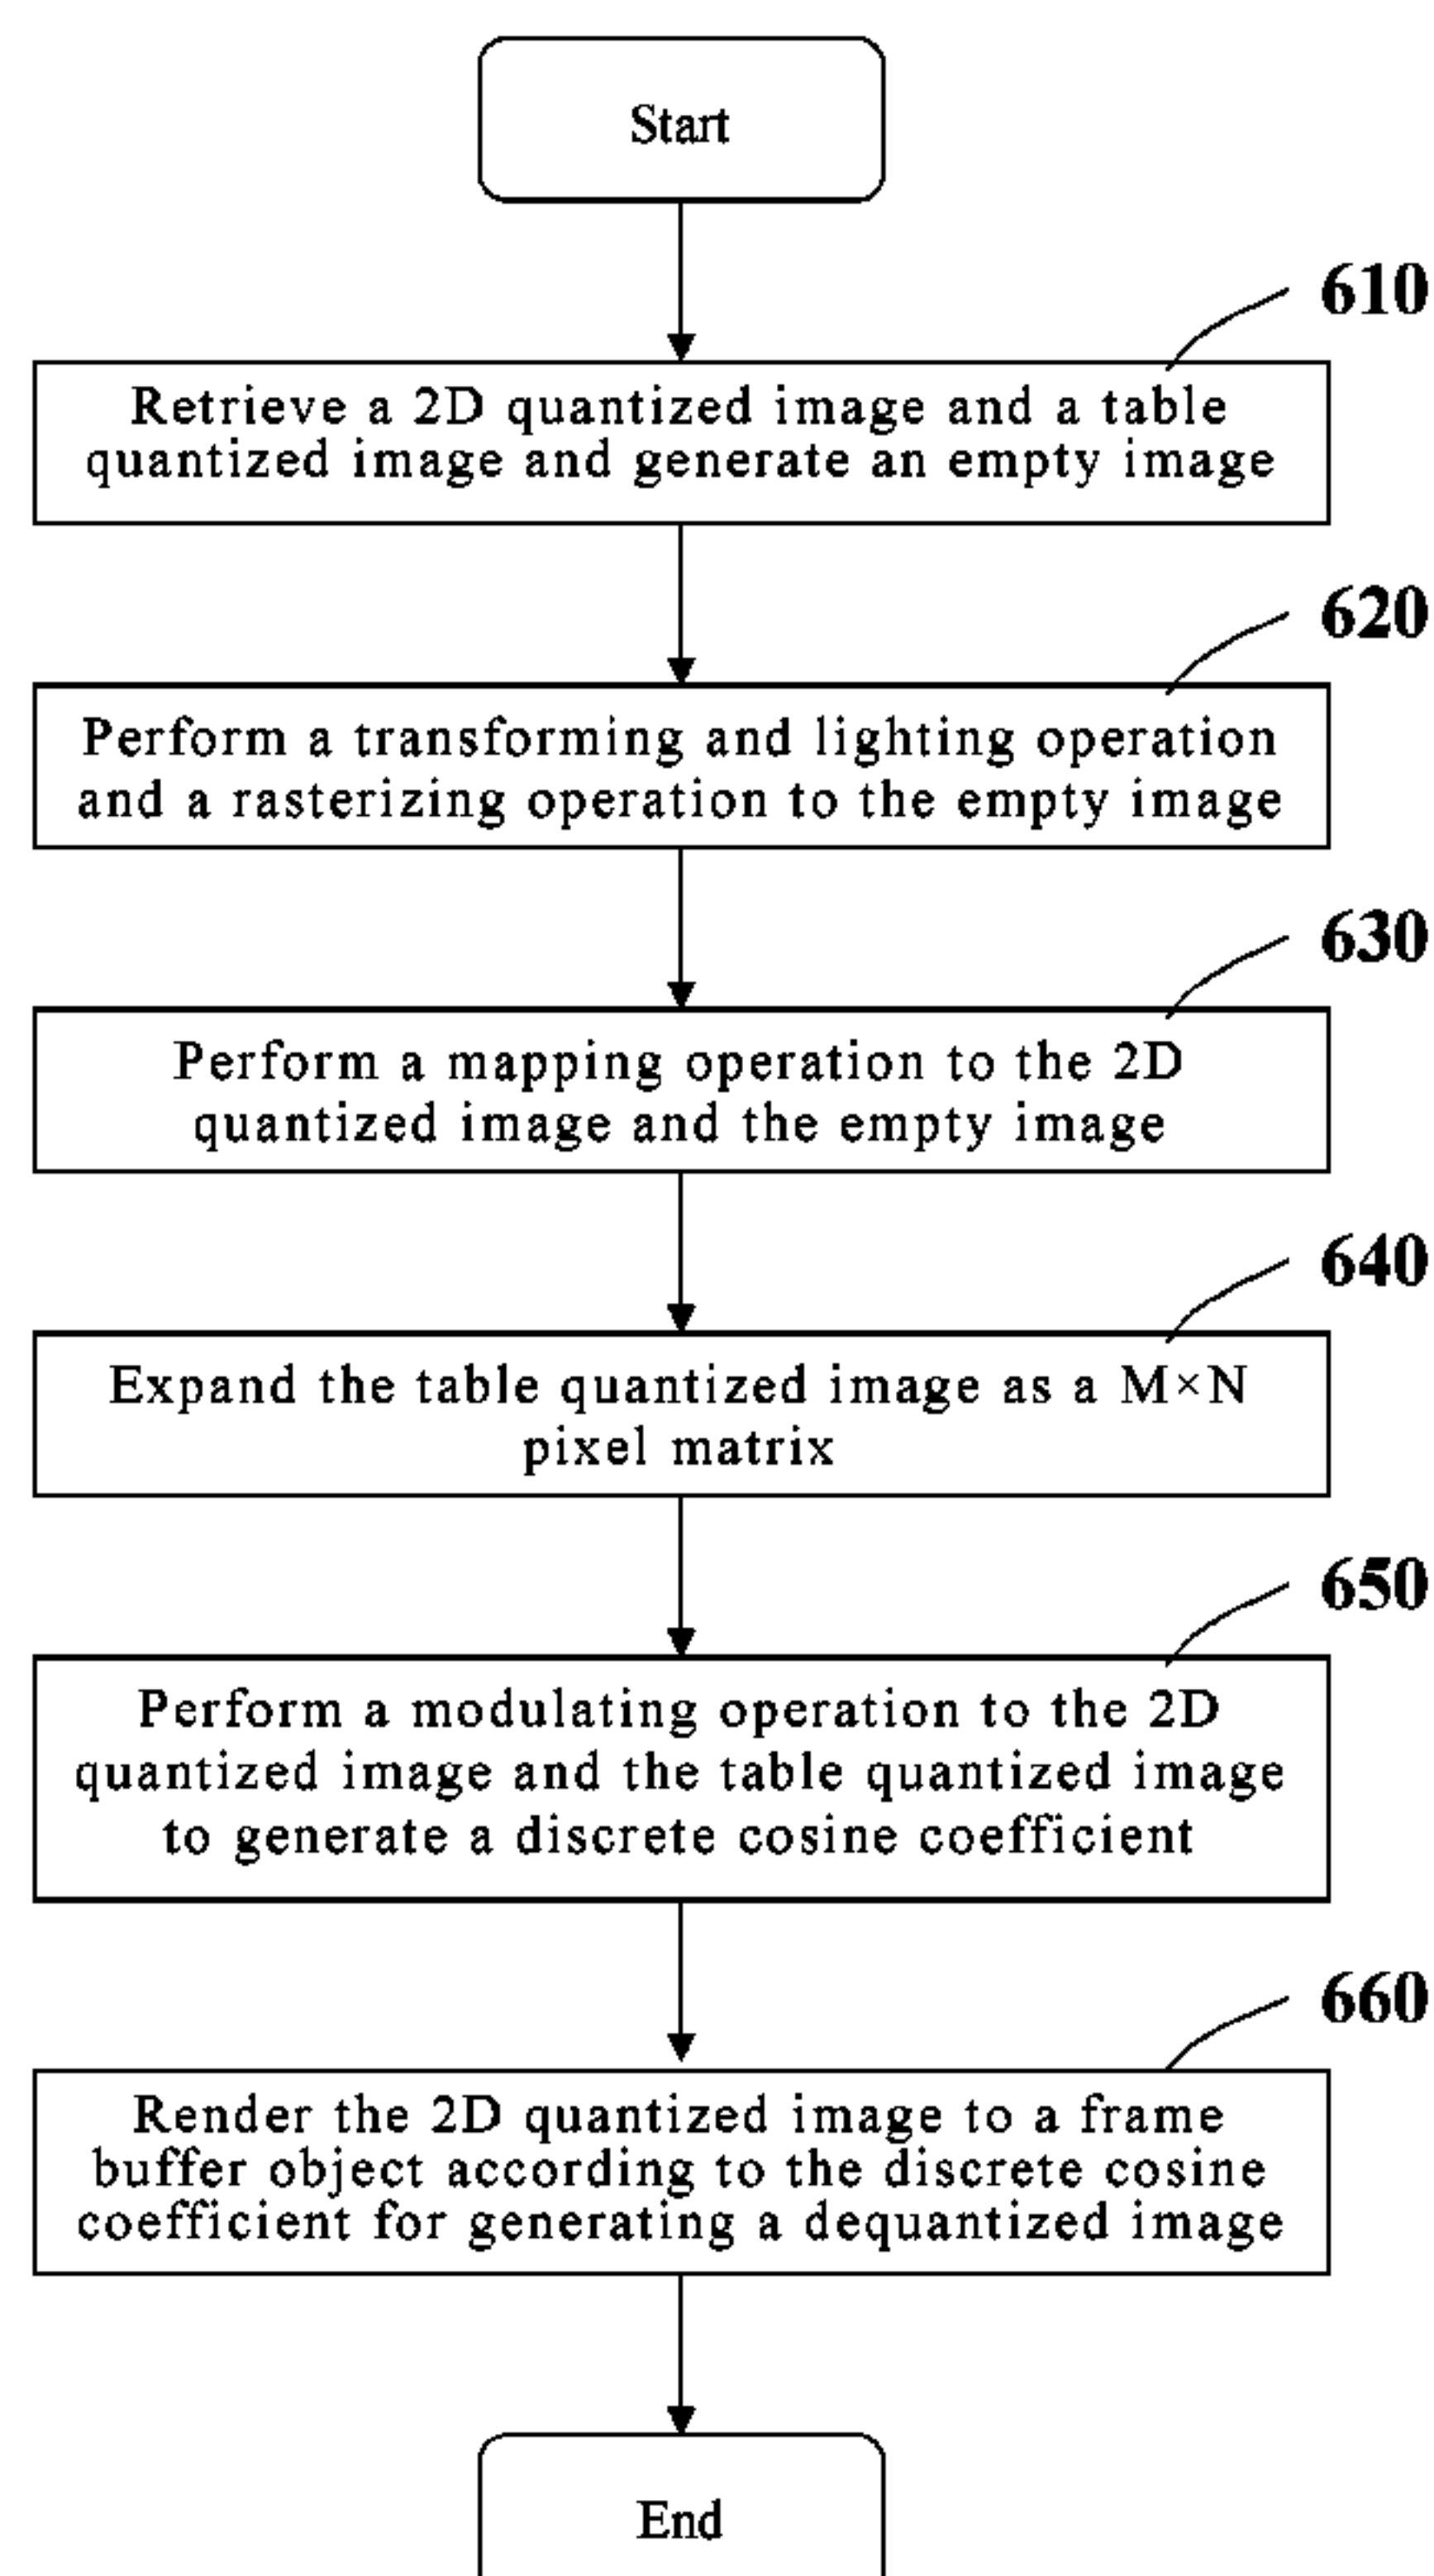 Start
610
Retrieve a 2D quantized image and a table
quantized image and generate an empty image
620
Perform a transforming and lighting operation
and a rasterizing operation to the empty image
630
Perform a mapping operation to the 2D
quantized image and the empty image
640
Expand the table quantized image as a M×N
pixel matrix
650
Perform a modulating operation to the 2D
quantized image and the table quantized image
to generate a discrete cosine coefficient
660
Render the 2D quantized image to a frame
buffer object according to the discrete cosine
coefficient for generating a dequantized image
End